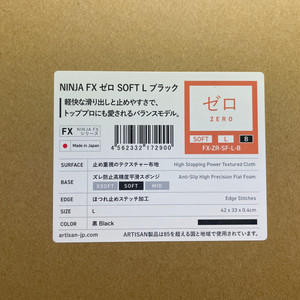 NINJA FX ゼロ SOFT L ブラック
軽快な滑り出しと止めやすさで、
トッププロにも愛されるバランスモデル。
FX NINJA FX シリーズ
Made in Japan
4 562332 172900
ゼロ
ZERO
SOFT L B
FX-ZR-SF-L-B
SURFACE 止め重視のテクスチャー布地 High Stopping Power Textured Cloth
BASE ズレ防止高精度平滑スポンジ Anti-Slip High Precision Flat Foam
XSOFT SOFT MID
EDGE ほつれ止めステッチ加工 Edge Stitches
SIZE L 42 x 33 x 0.4cm
COLOR 黒 Black
artisan-jp.com ARTISAN製品は85を超える国と地域で使用されています。